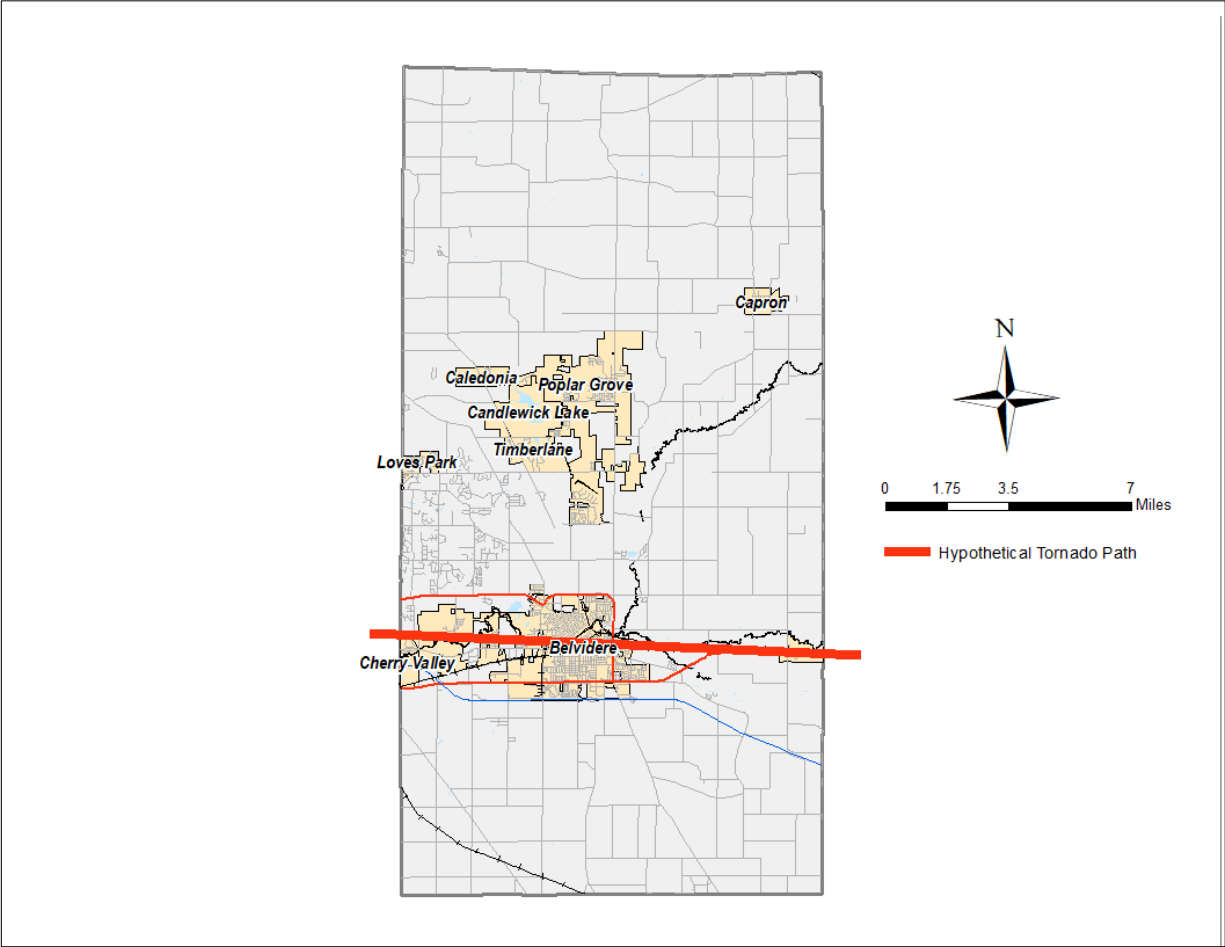 N
Capron
Caledonia
Poplar Grove
Candlewick Lake
Timberlane
Loves Park
0 1.75 3.5 7
Miles
Hypothetical Tornado Path
Belvidere
Cherry Valley